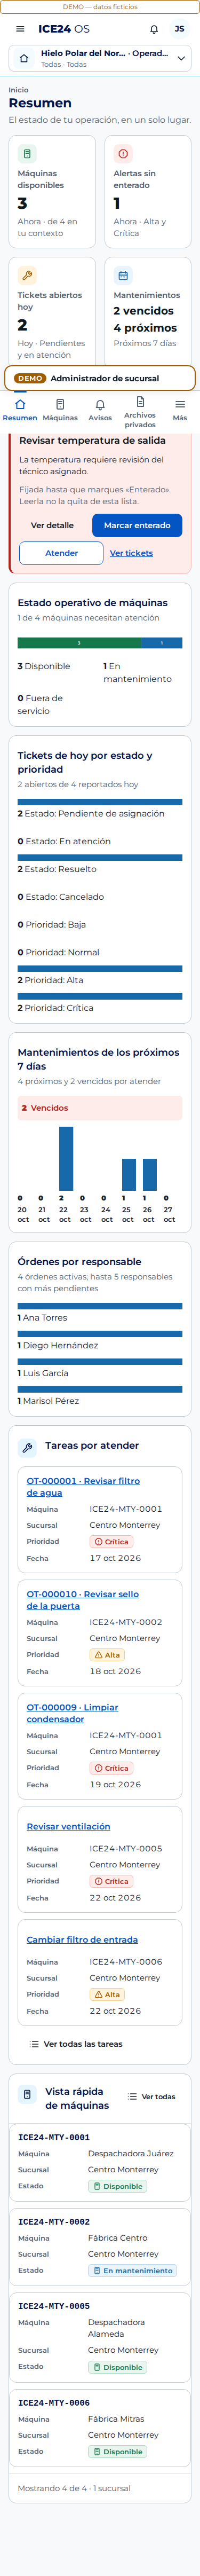 DEMO — datos ficticios
ICE24 OS
JS
Hielo Polar del Nor... · Operad...
Todas · Todas
Inicio
Resumen
El estado de tu operación, en un solo lugar.
Máquinas disponibles
3
Ahora · de 4 en tu contexto
Alertas sin enterado
1
Ahora · Alta y Crítica
Tickets abiertos hoy
2
Hoy · Pendientes y en atención
Mantenimientos
2 vencidos
4 próximos
Próximos 7 días
DEMO Administrador de sucursal
Resumen
Máquinas
Avisos
Archivos privados
Más
Revisar temperatura de salida
La temperatura requiere revisión del técnico asignado.
Fijada hasta que marques «Enterado». Leerla no la quita de esta lista.
Ver detalle
Marcar enterado
Atender
Ver tickets
Estado operativo de máquinas
1 de 4 máquinas necesitan atención
3
1
3 Disponible
1 En mantenimiento
0 Fuera de servicio
Tickets de hoy por estado y prioridad
2 abiertos de 4 reportados hoy
2 Estado: Pendiente de asignación
0 Estado: En atención
2 Estado: Resuelto
0 Estado: Cancelado
0 Prioridad: Baja
0 Prioridad: Normal
2 Prioridad: Alta
2 Prioridad: Crítica
Mantenimientos de los próximos 7 días
4 próximos y 2 vencidos por atender
2 Vencidos
0 0 2 0 0 1 1 0
20 oct 21 oct 22 oct 23 oct 24 oct 25 oct 26 oct 27 oct
Órdenes por responsable
4 órdenes activas; hasta 5 responsables con más pendientes
1 Ana Torres
1 Diego Hernández
1 Luis García
1 Marisol Pérez
Tareas por atender
OT-000001 · Revisar filtro de agua
Máquina ICE24-MTY-0001
Sucursal Centro Monterrey
Prioridad Crítica
Fecha 17 oct 2026
OT-000010 · Revisar sello de la puerta
Máquina ICE24-MTY-0002
Sucursal Centro Monterrey
Prioridad Alta
Fecha 18 oct 2026
OT-000009 · Limpiar condensador
Máquina ICE24-MTY-0001
Sucursal Centro Monterrey
Prioridad Crítica
Fecha 19 oct 2026
Revisar ventilación
Máquina ICE24-MTY-0005
Sucursal Centro Monterrey
Prioridad Crítica
Fecha 22 oct 2026
Cambiar filtro de entrada
Máquina ICE24-MTY-0006
Sucursal Centro Monterrey
Prioridad Alta
Fecha 22 oct 2026
Ver todas las tareas
Vista rápida de máquinas
Ver todas
ICE24-MTY-0001
Máquina Despachadora Juárez
Sucursal Centro Monterrey
Estado Disponible
ICE24-MTY-0002
Máquina Fábrica Centro
Sucursal Centro Monterrey
Estado En mantenimiento
ICE24-MTY-0005
Máquina Despachadora Alameda
Sucursal Centro Monterrey
Estado Disponible
ICE24-MTY-0006
Máquina Fábrica Mitras
Sucursal Centro Monterrey
Estado Disponible
Mostrando 4 de 4 · 1 sucursal